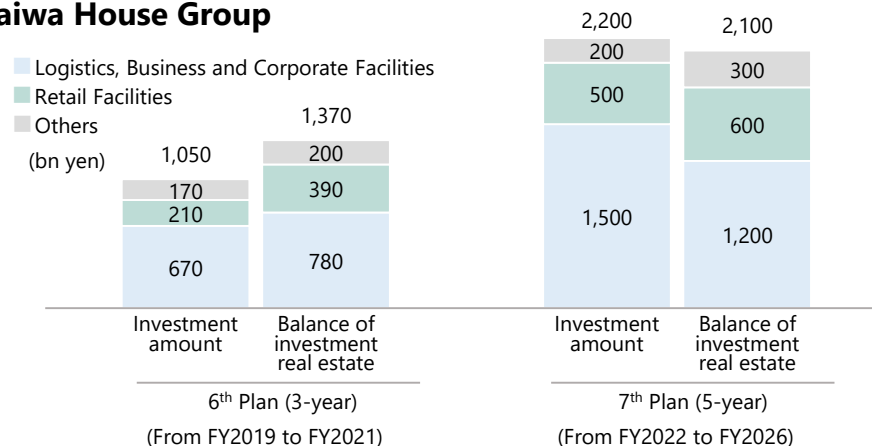 aiwa House Group
Logistics, Business and Corporate Facilities
Retail Facilities
Others
(bn yen)
1,050
170
210
670
1,370
200
390
780
2,200
200
500
1,500
2,100
300
600
1,200
Investment
amount
Balance of
investment
real estate
Investment
amount
Balance of
investment
real estate
6th Plan (3-year)
(From FY2019 to FY2021)
7th Plan (5-year)
(From FY2022 to FY2026)